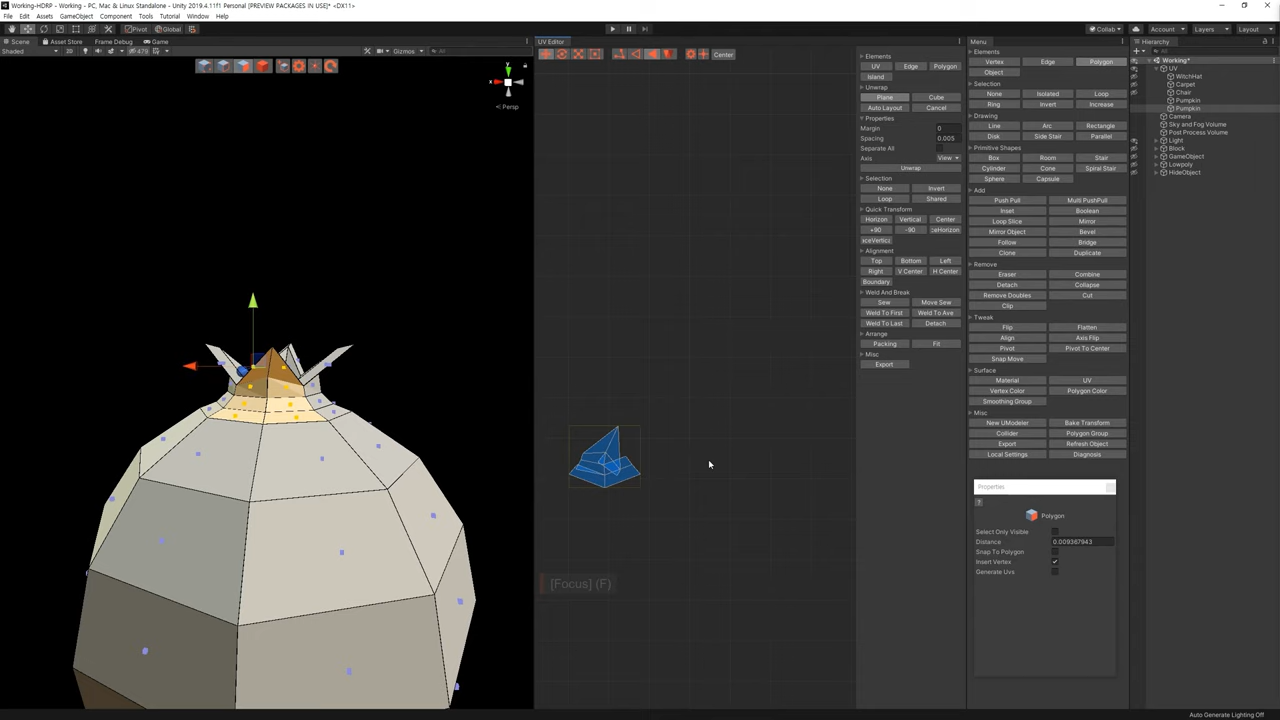 Working-HDRP - Working - PC, Mac & Linux Standalone - Unity 2019.4.11f1 Personal [PREVIEW PACKAGES IN USE]* <DX11>
File Edit Assets GameObject Component Tools Tutorial Window Help
Pivot Global Collab Account Layers Layout
Scene Asset Store Frame Debug Game UV Editor Menu Hierarchy
Shaded 2D 479 Gizmos All
Center
Elements
UV Edge Polygon
Island
Unwrap
Plane Cube
Auto Layout Cancel
Properties
Margin 0
Spacing 0.005
Separate All
Axis View
Unwrap
Selection
None Invert
Loop Shared
Quick Transform
Horizon Vertical Center
+90 -90 :eHorizon
:ceVertica
Alignment
Top Bottom Left
Right V Center H Center
Boundary
Weld And Break
Sew Move Sew
Weld To First Weld To Ave
Weld To Last Detach
Arrange
Packing Fit
Misc
Export
Elements
Vertex Edge Polygon
Object
Selection
None Isolated Loop
Ring Invert Increase
Drawing
Line Arc Rectangle
Disk Side Stair Parallel
Primitive Shapes
Box Room Stair
Cylinder Cone Spiral Stair
Sphere Capsule
Add
Push Pull Multi PushPull
Inset Boolean
Loop Slice Mirror
Mirror Object Bevel
Follow Bridge
Clone Duplicate
Remove
Eraser Combine
Detach Collapse
Remove Doubles Cut
Clip
Tweak
Flip Flatten
Align Axis Flip
Pivot Pivot To Center
Snap Move
Surface
Material UV
Vertex Color Polygon Color
Smoothing Group
Misc
New UModeler Bake Transform
Collider Polygon Group
Export Refresh Object
Local Settings Diagnosis
Properties
?
Polygon
Select Only Visible
Distance 0.009367943
Snap To Polygon
Insert Vertex
Generate Uvs
All
Working*
UV
WitchHat
Carpet
Chair
Pumpkin
Pumpkin
Camera
Sky and Fog Volume
Post Process Volume
Light
Block
GameObject
Lowpoly
HideObject
y
x
z
< Persp
[Focus] (F)
Auto Generate Lighting Off